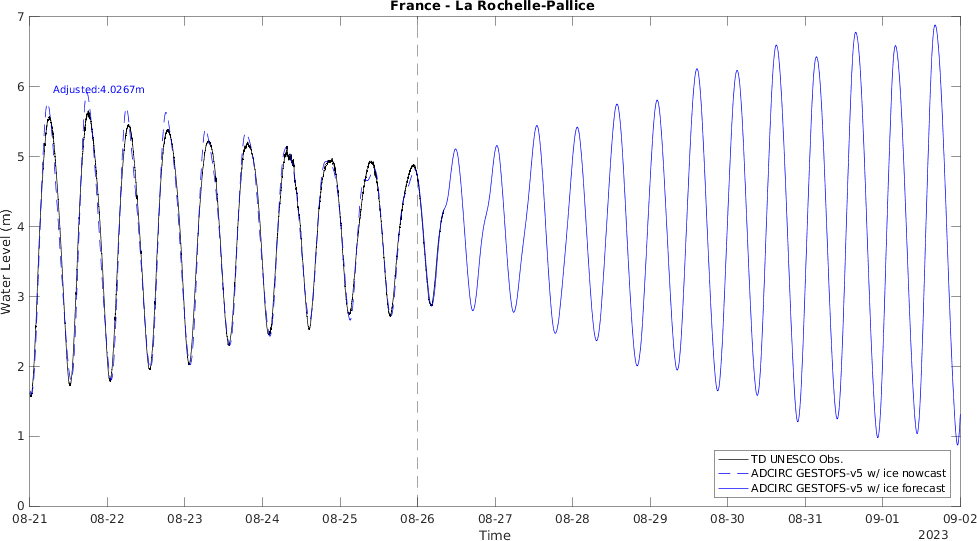 France - La Rochelle-Pallice
7
6
5
4
3
2
1
0
Water Level (m)
Adjusted:4.0267m
TD UNESCO Obs.
ADCIRC GESTOFS-v5 w/ ice nowcast
ADCIRC GESTOFS-v5 w/ ice forecast
08-21 08-22 08-23 08-24 08-25 08-26 08-27 08-28 08-29 08-30 08-31 09-01 09-02
Time
2023